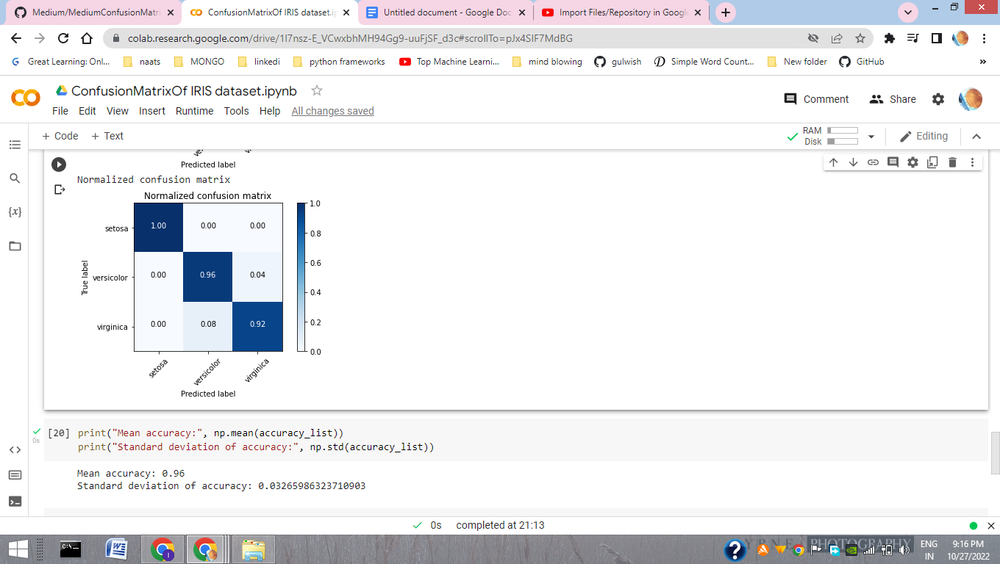 Medium/MediumConfusionMatri
ConfusionMatrixOf IRIS dataset.ip
Untitled document - Google Doc
Import Files/Repository in Google
colab.research.google.com/drive/1I7nsz-E_VCwxbhMH94Gg9-uuFjSF_d3c#scrollTo=pJx4SIF7MdBG
Great Learning: Onl...
naats
MONGO
linkedi
python frameworks
Top Machine Learni...
mind blowing
gulwish
Simple Word Count...
New folder
GitHub
»
ConfusionMatrixOf IRIS dataset.ipynb
Comment
Share
File Edit View Insert Runtime Tools Help All changes saved
+ Code + Text
RAM
Disk
Editing
Predicted label
Normalized confusion matrix
Normalized confusion matrix
True label
setosa
versicolor
virginica
1.00 0.00 0.00
0.00 0.96 0.04
0.00 0.08 0.92
1.0
0.8
0.6
0.4
0.2
0.0
setosa
versicolor
virginica
Predicted label
{x}
0s
[20] print("Mean accuracy:", np.mean(accuracy_list))
print("Standard deviation of accuracy:", np.std(accuracy_list))
Mean accuracy: 0.96
Standard deviation of accuracy: 0.03265986323710903
0s completed at 21:13
PHOTOGRAPHY
ENG
IN
9:16 PM
10/27/2022